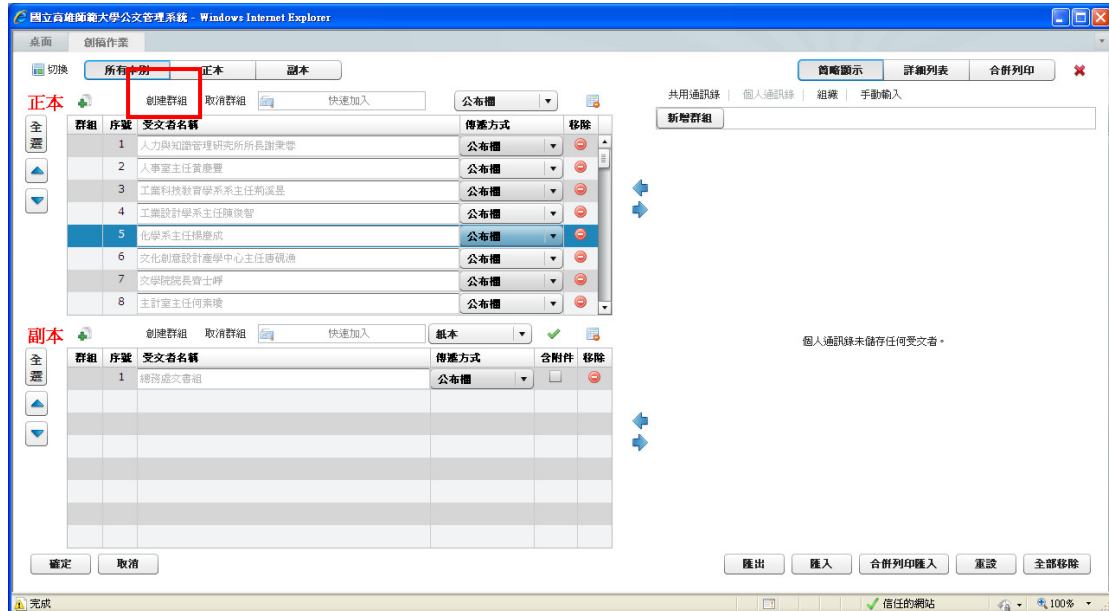 國立高雄師範大學公文管理系統 - Windows Internet Explorer
桌面 創稿作業
切換 所有本別 正本 副本 簡略顯示 詳細列表 合併列印
正本 創建群組 取消群組 快速加入 公布欄 共用通訊錄 個人通訊錄 組織 手動輸入
新增群組
全選 群組 序號 受文者名稱 傳遞方式 移除
1 人力與知識管理研究所所長謝秉蓉 公布欄
2 人事室主任黃慶豐 公布欄
3 工業科技教育學系系主任荊溪昱 公布欄
4 工業設計學系主任陳俊智 公布欄
5 化學系主任楊慶成 公布欄
6 文化創意設計產學中心主任唐硯漁 公布欄
7 文學院院長齊士崢 公布欄
8 主計室主任何素瓊 公布欄
副本 創建群組 取消群組 快速加入 紙本
個人通訊錄未儲存任何受文者。
全選 群組 序號 受文者名稱 傳遞方式 含附件 移除
1 總務處文書組 公布欄
確定 取消 匯出 匯入 合併列印匯入 重設 全部移除
完成 信任的網站 100%